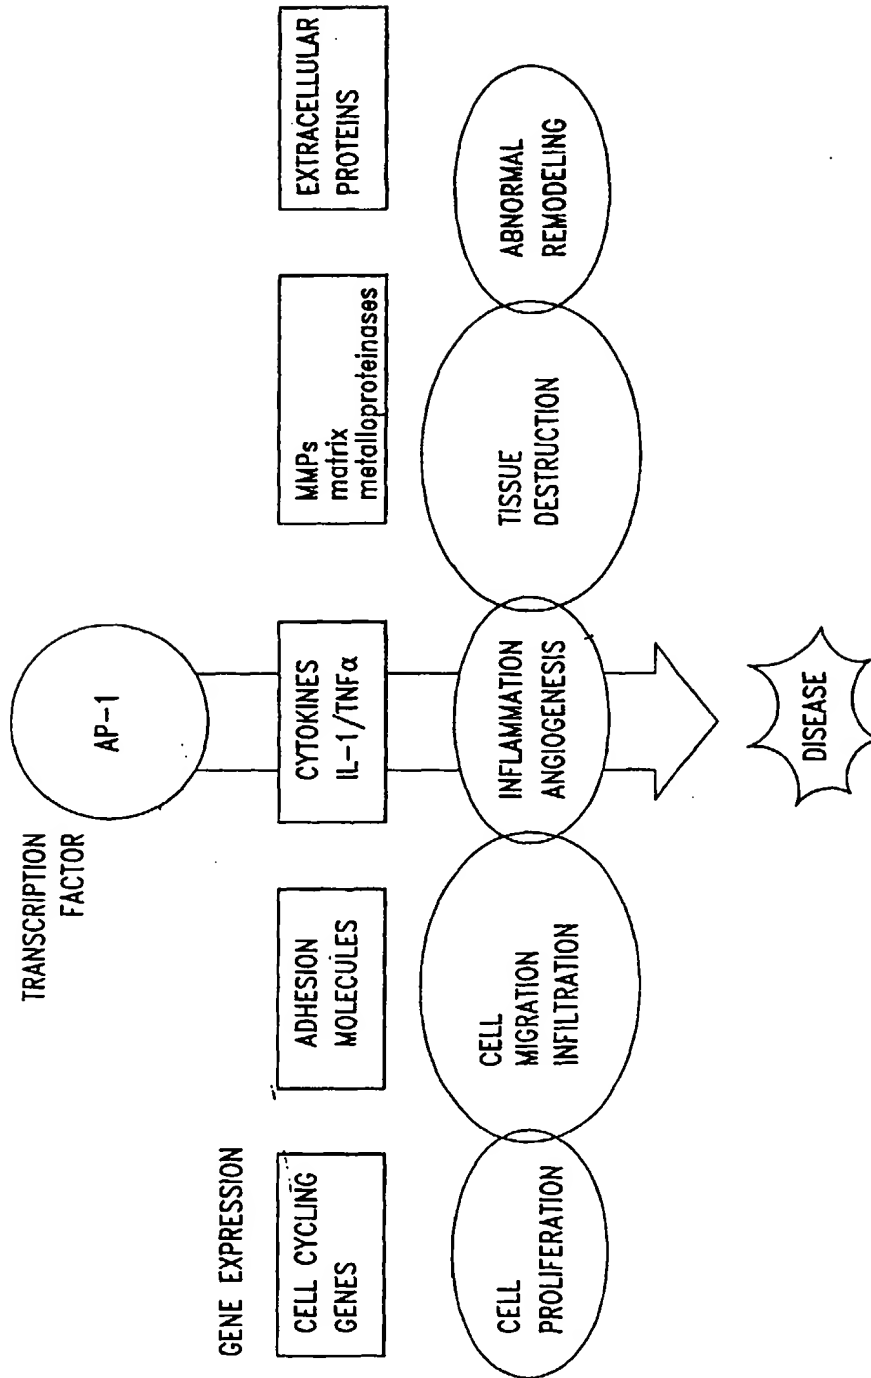 TRANSCRIPTION
FACTOR
AP-1
GENE EXPRESSION
CELL CYCLING
GENES
ADHESION
MOLECULES
CYTOKINES
IL-1/TNFα
MMPs
matrix
metalloproteinases
EXTRACELLULAR
PROTEINS
CELL
PROLIFERATION
CELL
MIGRATION
INFILTRATION
INFLAMMATION
ANGIOGENESIS
TISSUE
DESTRUCTION
ABNORMAL
REMODELING
DISEASE